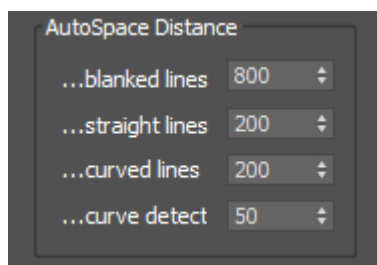 AutoSpace Distance
...blanked lines 800
...straight lines 200
...curved lines 200
...curve detect 50